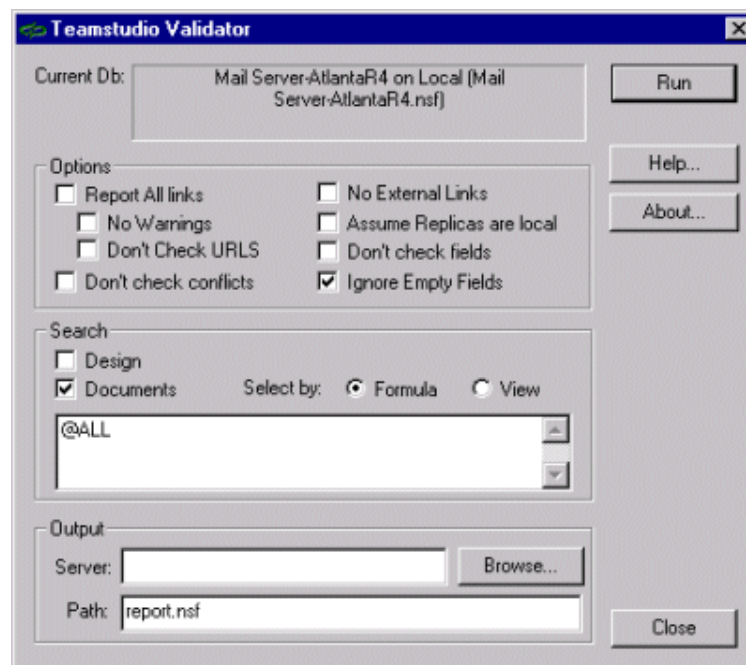 Teamstudio Validator
Current Db:
Mail Server-AtlantaR4 on Local (Mail
Server-AtlantaR4.nsf)
Run
Help...
About...
Options
Report All links
No External Links
No Warnings
Assume Replicas are local
Don't Check URLS
Don't check fields
Don't check conflicts
Ignore Empty Fields
Search
Design
Documents
Select by:
Formula
View
@ALL
Output
Server:
Browse...
Path:
report.nsf
Close